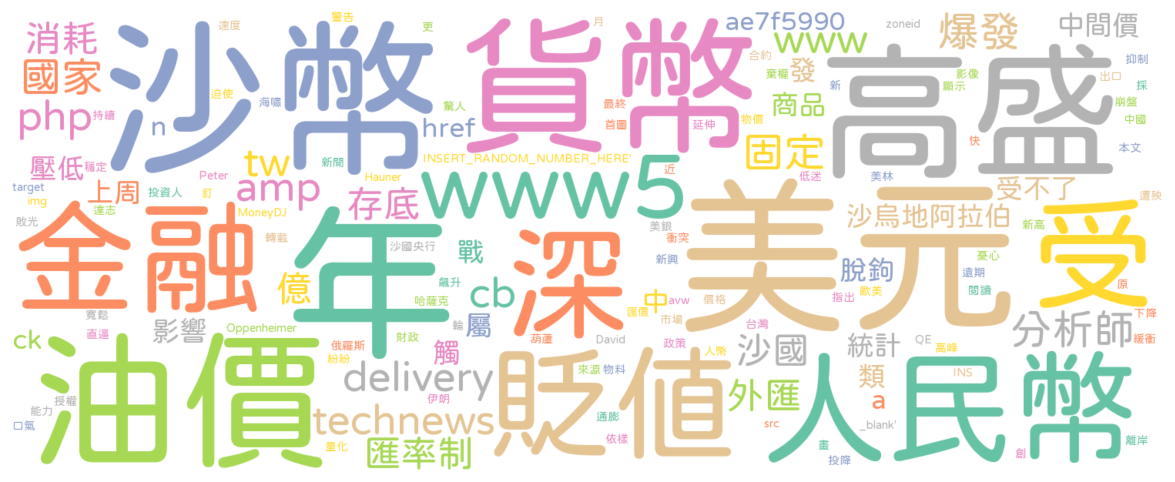 消耗
國家
php
持續
沙幣
速度
迫使
警告
海嘯
更
驚人
n
href
貨幣
月
首圖
最終
延伸
合約
物價
ae7f5990
www
棄權
發
商品
固定
低迷
爆發
zoneid
影像
顯示
新
高盛
快
中間價
抑制
出口
採
崩盤
中國
本文
壓低
穩定
target
img
上周
達志
Peter
投資人
釘
MoneyDJ
tw
amp
新聞
Hauner
INSERT_RANDOM_NUMBER_HERE'
存底
www5
近
美林
美銀
衝突
新興
受不了
沙烏地阿拉伯
脫鉤
歐美
指出
憂心
遠期
閱讀
新高
還殃
受
原
下降
緩衝
敗光
金融
轉載
億
年
沙國央行
飆升
哈薩克
戰
cb
屬
深
中
avw
匯價
價格
市場
美元
台灣
寬鬆
直逼
影響
Oppenheimer
財政
輪
俄羅斯
紛紛
觸
葫蘆
David
政策
人幣
沙國
統計
QE
高峰
INS
分析師
ck
授權
能力
口氣
油價
量化
delivery
伊朗
technews
匯率制
貶值
來源
物料
通膨
依樣
外匯
src
類
a
_blank'
畫
投降
人民幣
創
離岸